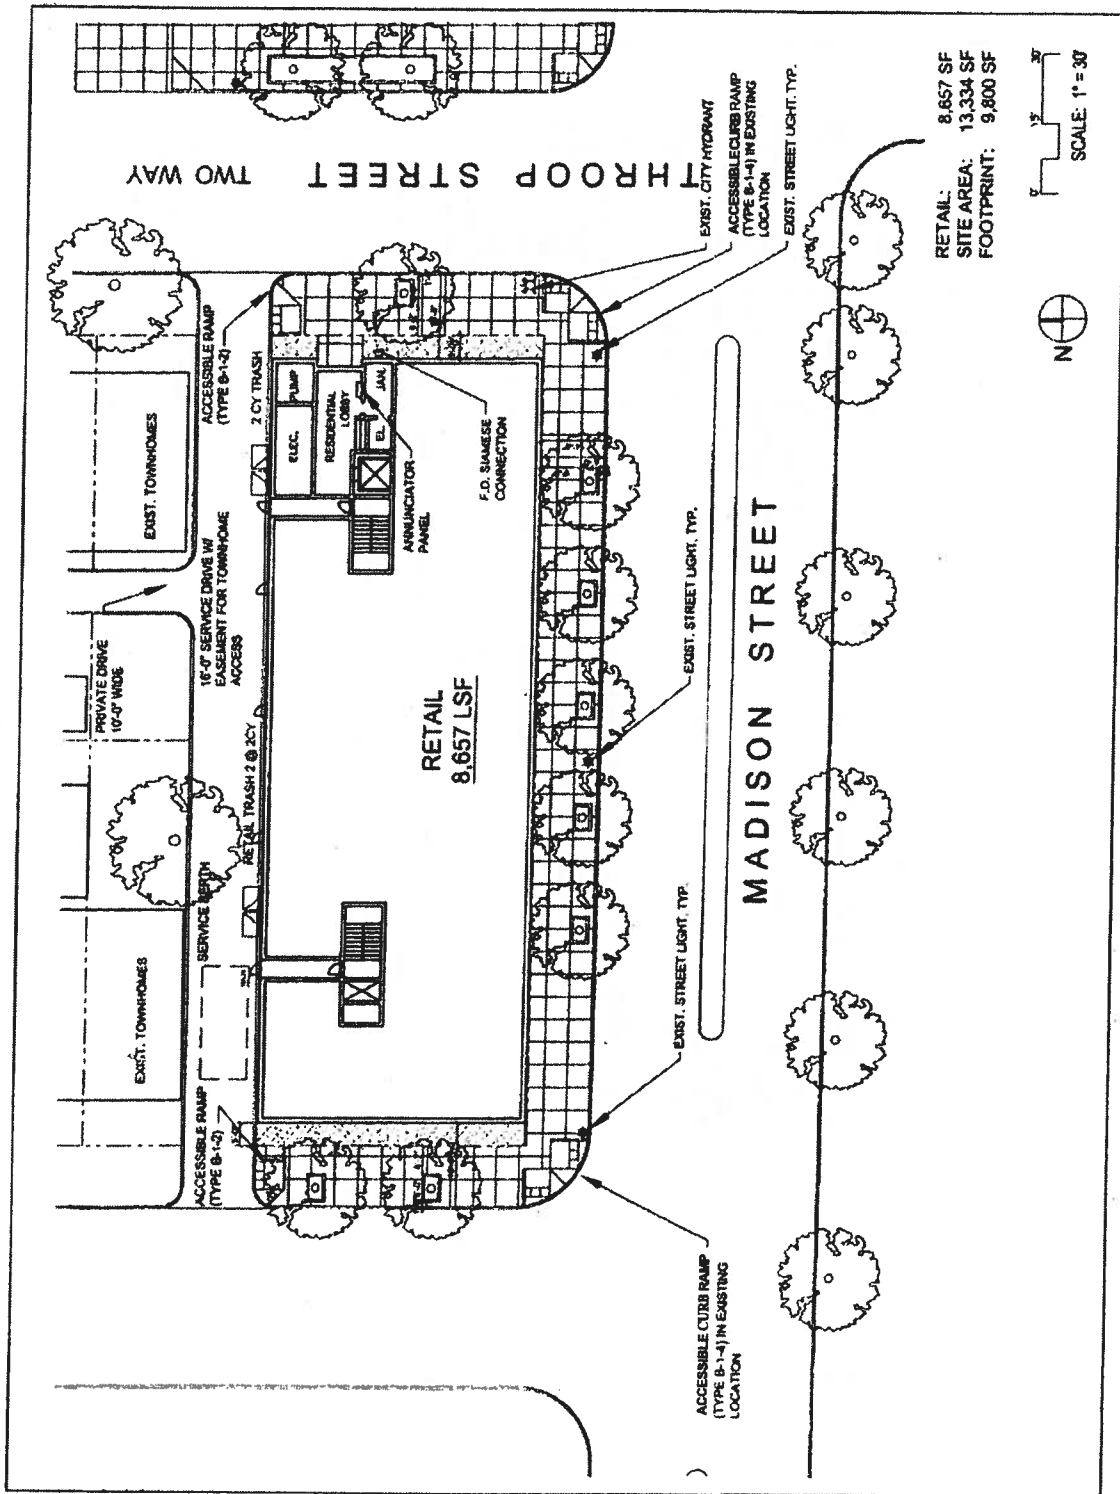 TWO WAY
THROOP STREET
EXIST. TOWNHOMES
ACCESSIBLE RAMP
(TYPE B-1-2)
2 CY TRASH
PUMP
ELEC.
RESIDENTIAL
LOBBY
JAN.
EL.
ANNUNCIATOR
PANEL
F.D. SIAMESE
CONNECTION
EXIST. CITY HYDRANT
ACCESSIBLE CURB RAMP
(TYPE B-1-4) IN EXISTING
LOCATION
EXIST. STREET LIGHT, TYP.
PRIVATE DRIVE
10'-0" WIDE
16'-0" SERVICE DRIVE W/
EASEMENT FOR TOWNHOME
ACCESS
RETAIL TRASH 2 @ 2CY
RETAIL
8,657 LSF
EXIST. STREET LIGHT, TYP.
MADISON STREET
SERVICE BERTH
EXIST. TOWNHOMES
ACCESSIBLE RAMP
(TYPE B-1-2)
EXIST. STREET LIGHT, TYP.
ACCESSIBLE CURB RAMP
(TYPE B-1-4) IN EXISTING
LOCATION
RETAIL: 8,657 SF
SITE AREA: 13,334 SF
FOOTPRINT: 9,800 SF
N
0' 15' 30'
SCALE: 1" = 30'